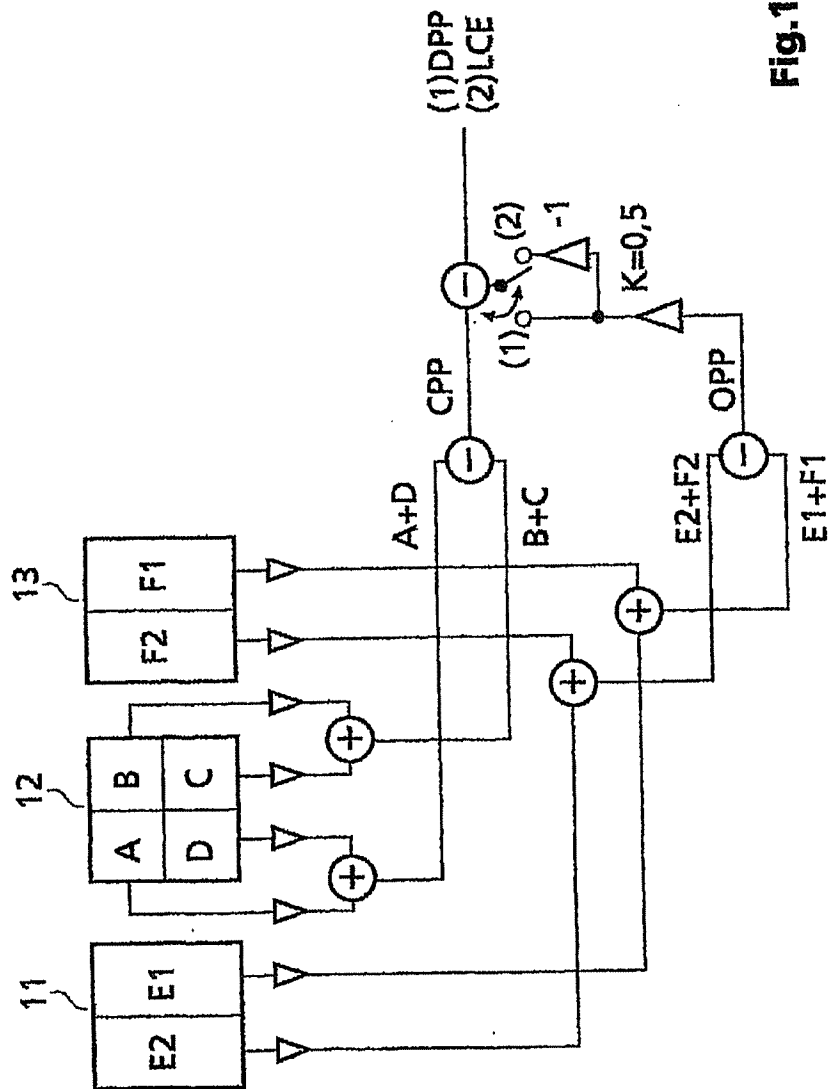 11
12
13
E2
E1
A
B
D
C
F2
F1
+
+
+
+
A+D
B+C
E2+F2
E1+F1
−
−
CPP
OPP
K=0,5
(1)
(2)
-1
−
(1)DPP
(2)LCE
Fig.1